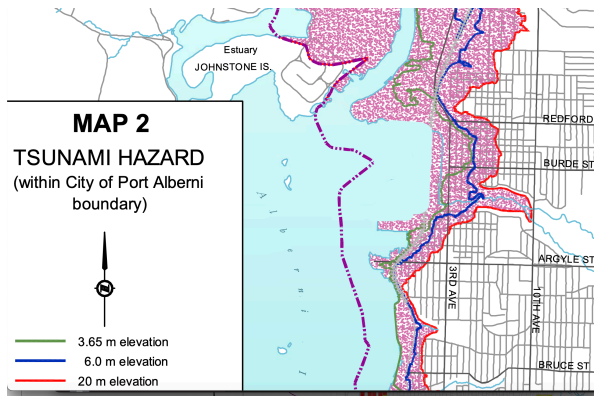 Estuary
JOHNSTONE IS.
MAP 2
TSUNAMI HAZARD
(within City of Port Alberni
boundary)
REDFORD
BURDE ST
Alberni
I
ARGYLE ST
3RD AVE
10TH AVE
BRUCE ST
3.65 m elevation
6.0 m elevation
20 m elevation